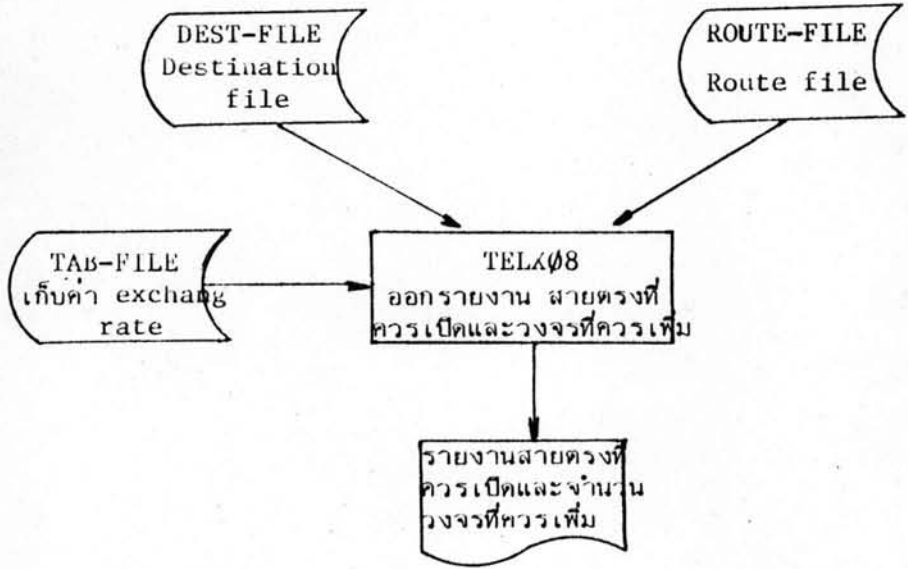 DEST-FILE
Destination
file
ROUTE-FILE
Route file
TAB-FILE
เก็บค่า exchang
rate
TELX08
ออกรายงาน สายตรงที่
ควรเปิดและวงจรที่ควรเพิ่ม
รายงานสายตรงที่
ควรเปิดและจำนวน
วงจรที่ควรเพิ่ม